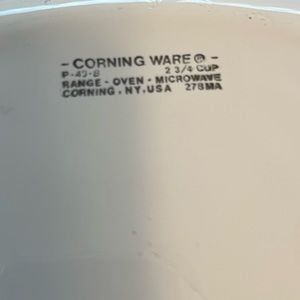 - CORNING WARE ® -
P-43-B 2 3/4 CUP
RANGE - OVEN - MICROWAVE
CORNING, NY, USA 278MA